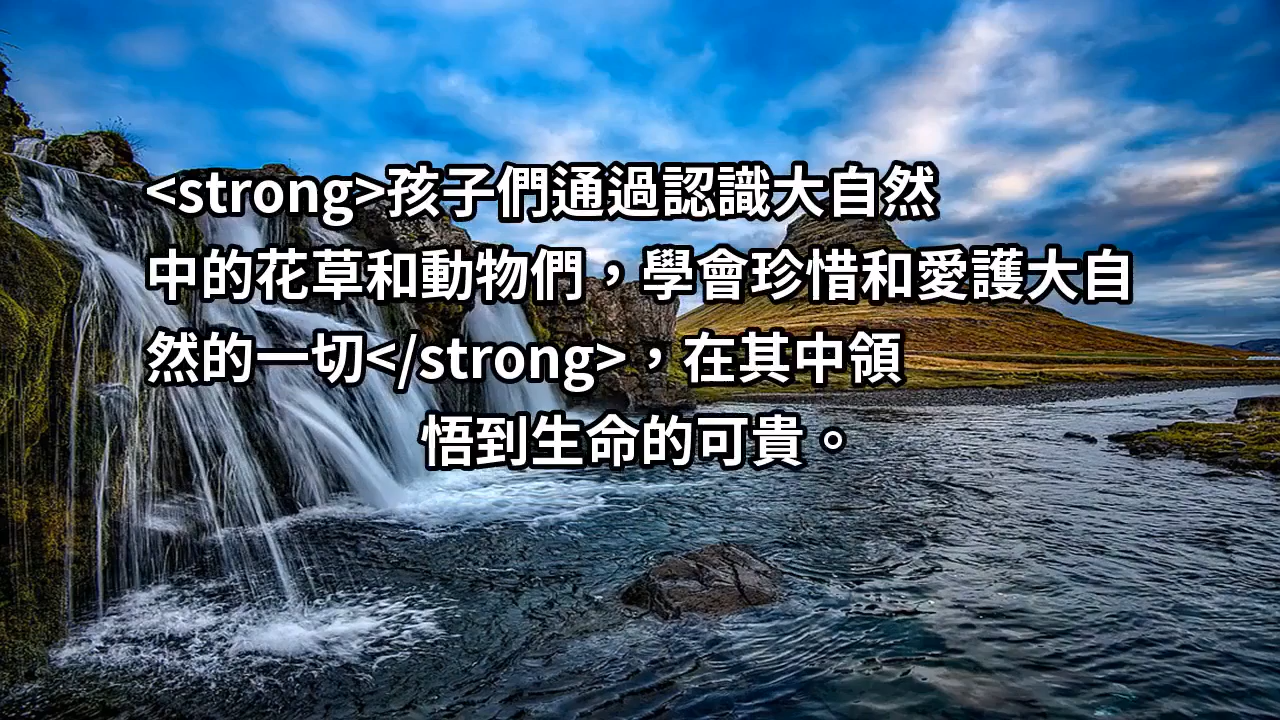 <strong>孩子們通過認識大自然
中的花草和動物們，學會珍惜和愛護大自
然的一切</strong>，在其中領
悟到生命的可貴。